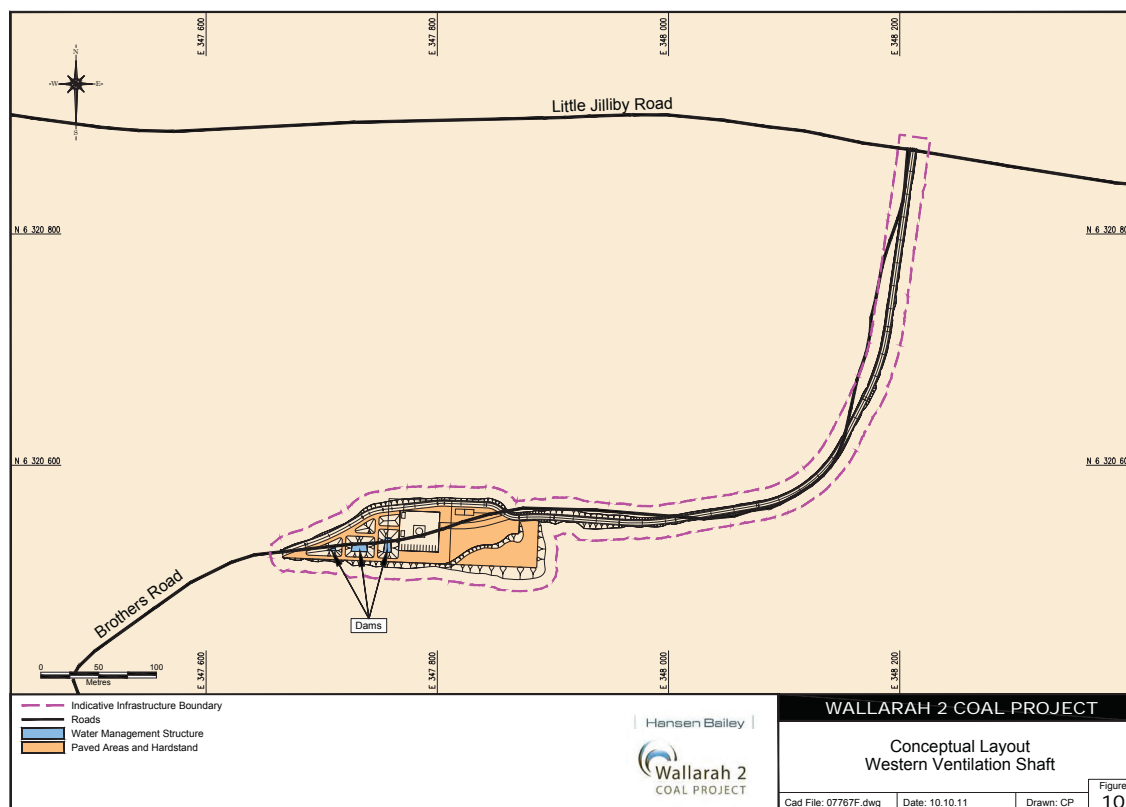 E 347 600
E 347 800
E 348 000
E 348 200
N
W
E
S
Little Jilliby Road
N 6 320 800
N 6 320 80
N 6 320 600
N 6 320 60
Brothers Road
Dams
0 50 100
Metres
E 347 600
E 347 800
E 348 000
E 348 200
Indicative Infrastructure Boundary
Roads
Water Management Structure
Paved Areas and Hardstand
Hansen Bailey
Wallarah 2
COAL PROJECT
WALLARAH 2 COAL PROJECT
Conceptual Layout
Western Ventilation Shaft
Cad File: 07767F.dwg
Date: 10.10.11
Drawn: CP
Figure
10